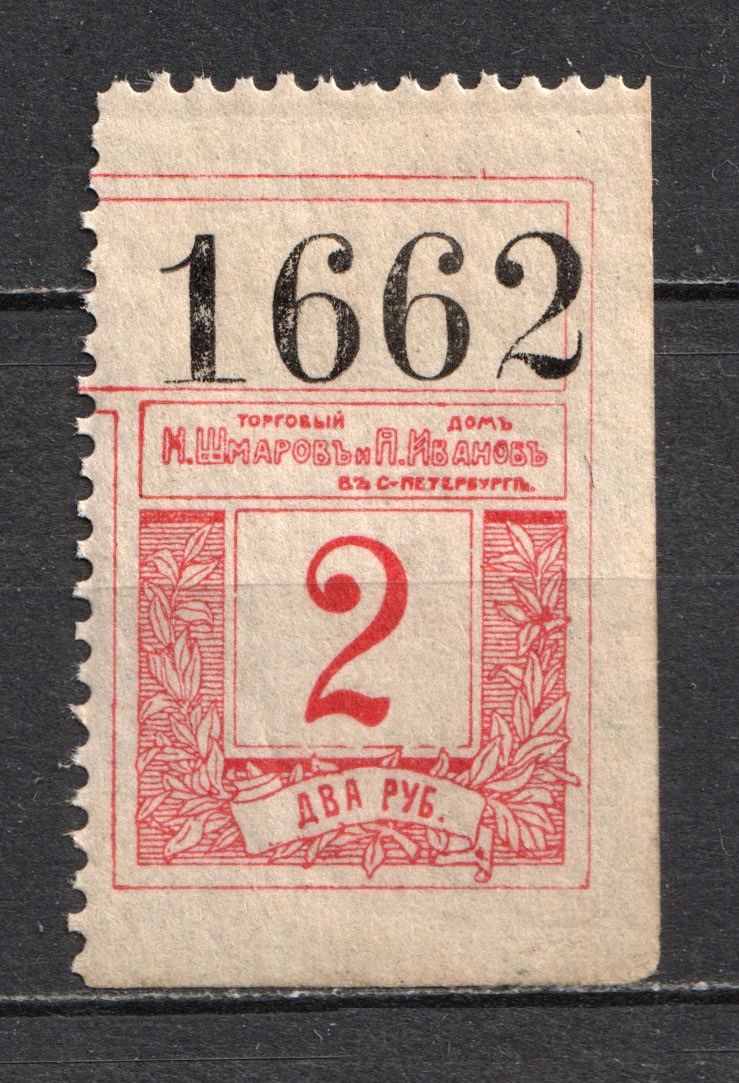 1662
ТОРГОВЫЙ ДОМЪ
Н.ШМАРОВЪ и П.ИВАНОВЪ
ВЪ С-ПЕТЕРБУРГѢ.
2
ДВА РУБ.